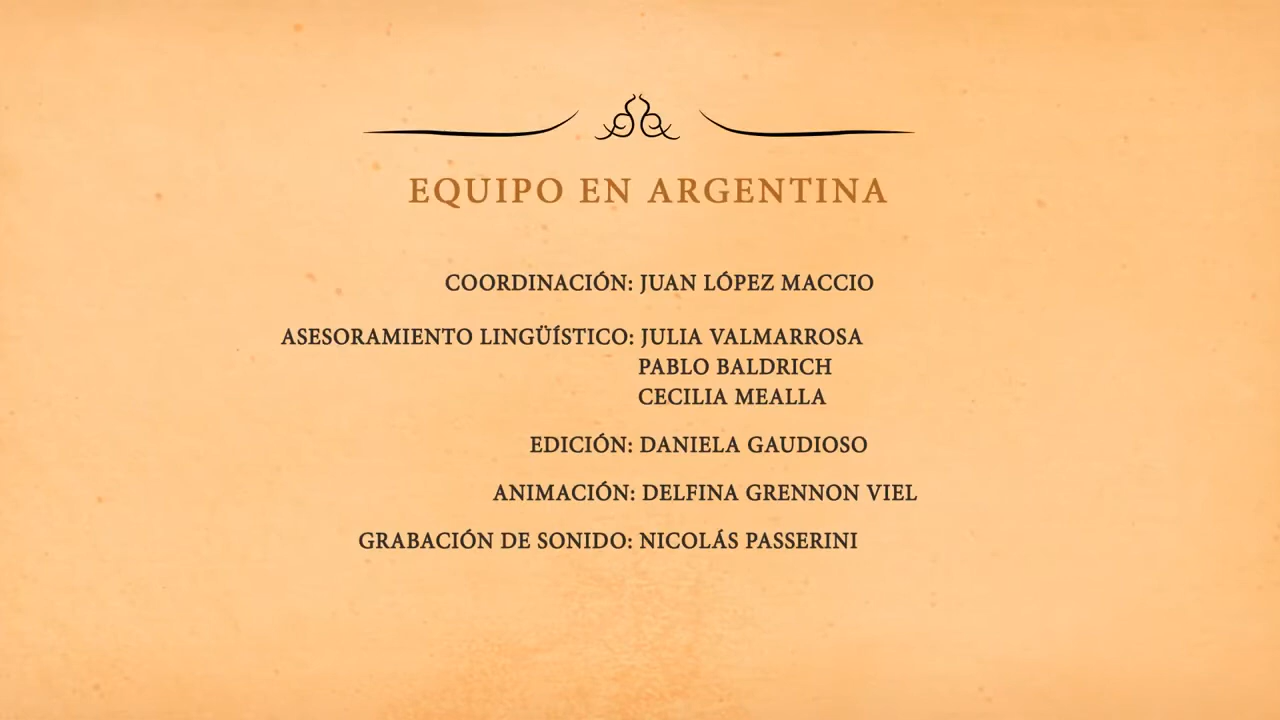 EQUIPO EN ARGENTINA
COORDINACIÓN: JUAN LÓPEZ MACCIO
ASESORAMIENTO LINGÜÍSTICO: JULIA VALMARROSA
PABLO BALDRICH
CECILIA MEALLA
EDICIÓN: DANIELA GAUDIOSO
ANIMACIÓN: DELFINA GRENNON VIEL
GRABACIÓN DE SONIDO: NICOLÁS PASSERINI